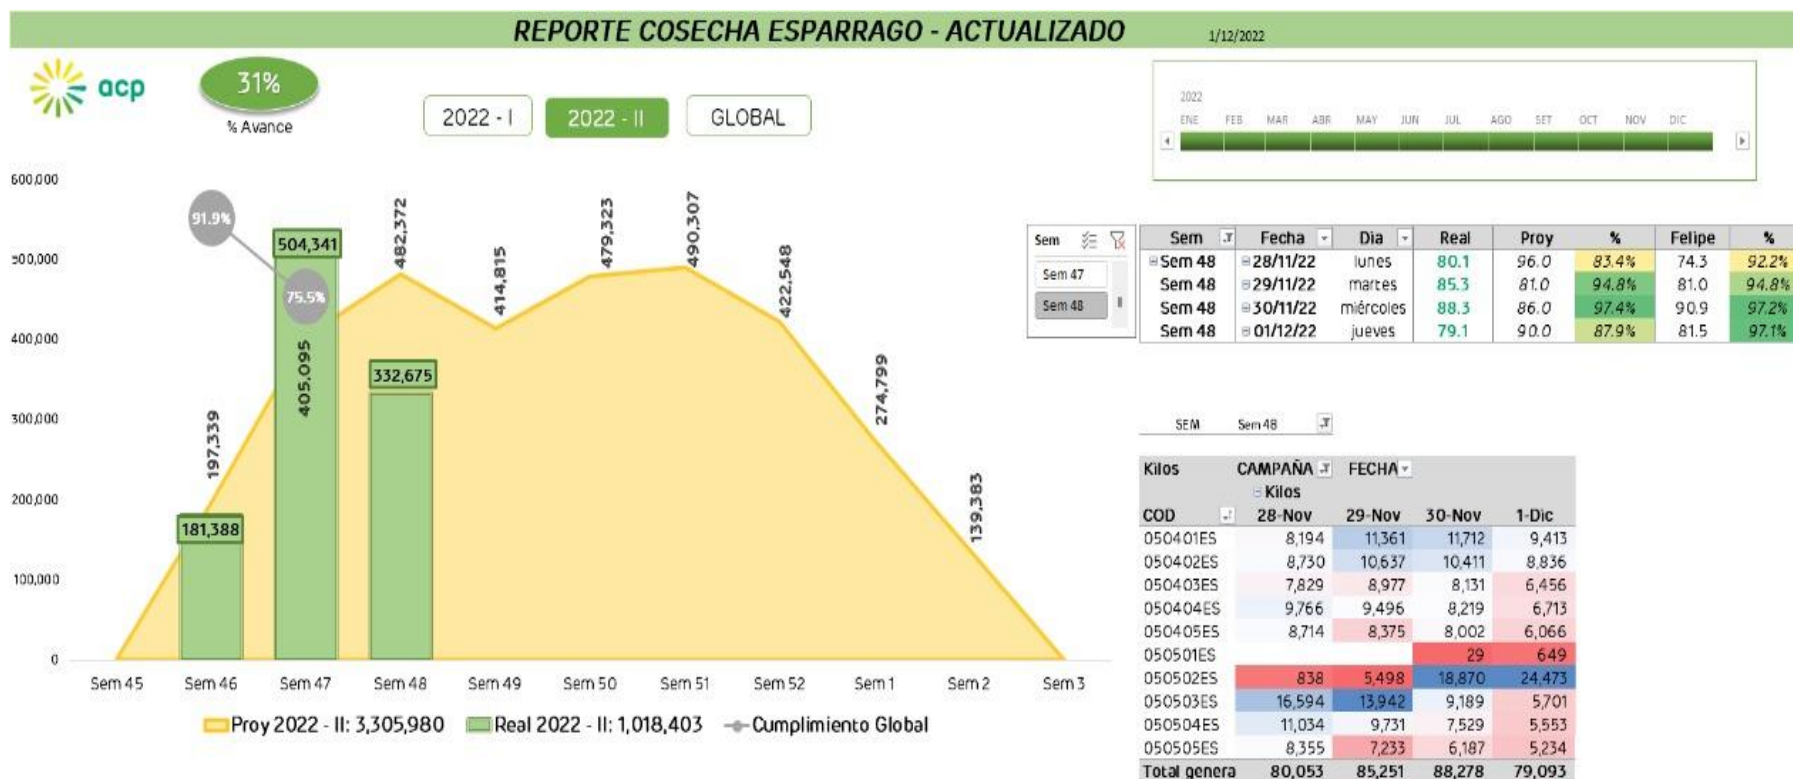 REPORTE COSECHA ESPARRAGO - ACTUALIZADO
1/12/2022
acp
31%
% Avance
2022 - I
2022 - II
GLOBAL
2022
ENE FEB MAR ABR MAY JUN JUL AGO SET OCT NOV DIC
600,000
500,000
400,000
300,000
200,000
100,000
0
91.9%
75.5%
504,341
181,388
332,675
197,339
405,095
482,372
414,815
479,323
490,307
422,548
274,799
139,383
Sem 45 Sem 46 Sem 47 Sem 48 Sem 49 Sem 50 Sem 51 Sem 52 Sem 1 Sem 2 Sem 3
Proy 2022 - II: 3,305,980 Real 2022 - II: 1,018,403 Cumplimiento Global
Sem
Sem 47
Sem 48
Sem Fecha Dia Real Proy % Felipe %
Sem 48 28/11/22 lunes 80.1 96.0 83.4% 74.3 92.2%
Sem 48 29/11/22 martes 85.3 81.0 94.8% 81.0 94.8%
Sem 48 30/11/22 miércoles 88.3 86.0 97.4% 90.9 97.2%
Sem 48 01/12/22 jueves 79.1 90.0 87.9% 81.5 97.1%
SEM Sem 48
Kilos CAMPAÑA FECHA
Kilos
COD 28-Nov 29-Nov 30-Nov 1-Dic
050401ES 8,194 11,361 11,712 9,413
050402ES 8,730 10,637 10,411 8,836
050403ES 7,829 8,977 8,131 6,456
050404ES 9,766 9,496 8,219 6,713
050405ES 8,714 8,375 8,002 6,066
050501ES 29 649
050502ES 838 5,498 18,870 24,473
050503ES 16,594 13,942 9,189 5,701
050504ES 11,034 9,731 7,529 5,553
050505ES 8,355 7,233 6,187 5,234
Total genera 80,053 85,251 88,278 79,093